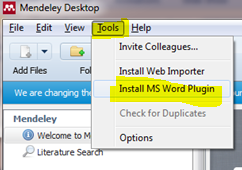 Mendeley Desktop
File Edit View Tools Help
Invite Colleagues...
Install Web Importer
Install MS Word Plugin
Check for Duplicates
Options
Add Files
Folder
We are changing the
Mendeley
Welcome to M
Literature Search